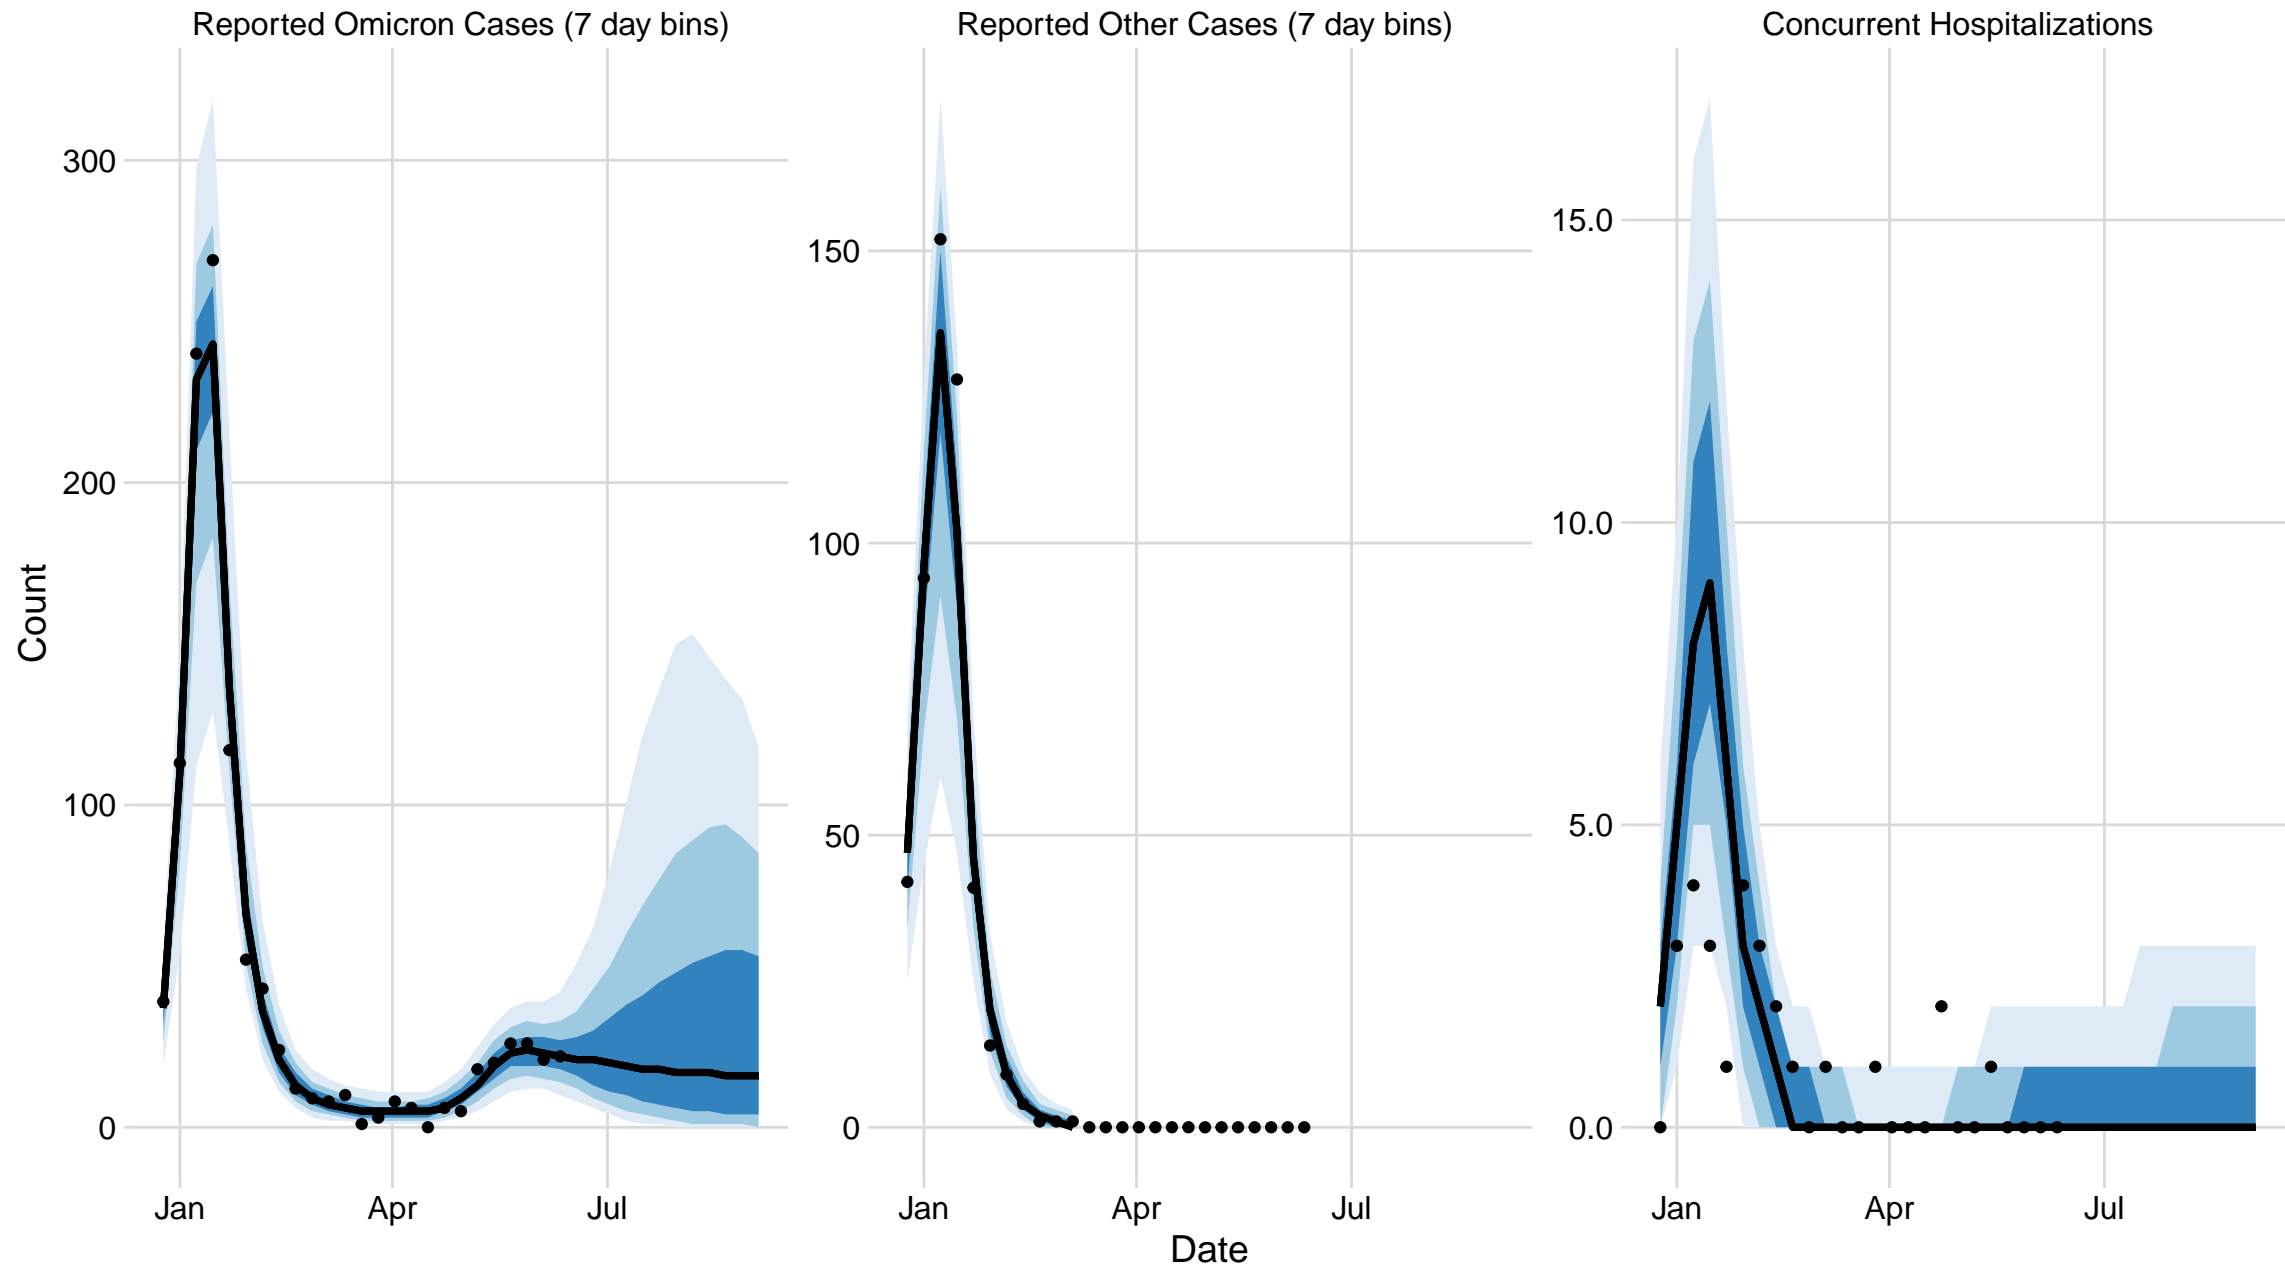 Reported Omicron Cases (7 day bins)
Reported Other Cases (7 day bins)
Concurrent Hospitalizations
Count
300
200
100
0
150
100
50
0
15.0
10.0
5.0
0.0
Jan
Apr
Jul
Jan
Apr
Jul
Jan
Apr
Jul
Date